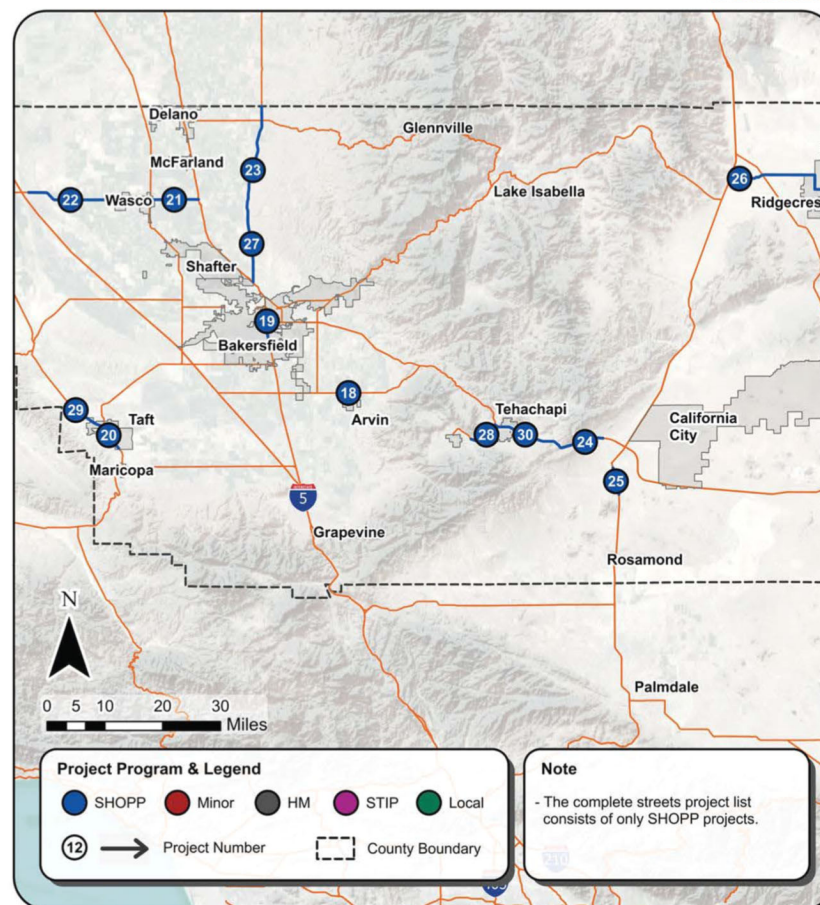 Delano
Glennville
McFarland
23
26
Lake Isabella
22
Wasco
21
Ridgecres
27
Shafter
19
Bakersfield
18
29
Taft
Arvin
Tehachapi
California
City
20
28
30
24
Maricopa
25
5
Grapevine
Rosamond
N
Palmdale
0 5 10 20 30
Miles
Project Program & Legend
SHOPP
Minor
HM
STIP
Local
12
Project Number
County Boundary
Note
- The complete streets project list
consists of only SHOPP projects.
210